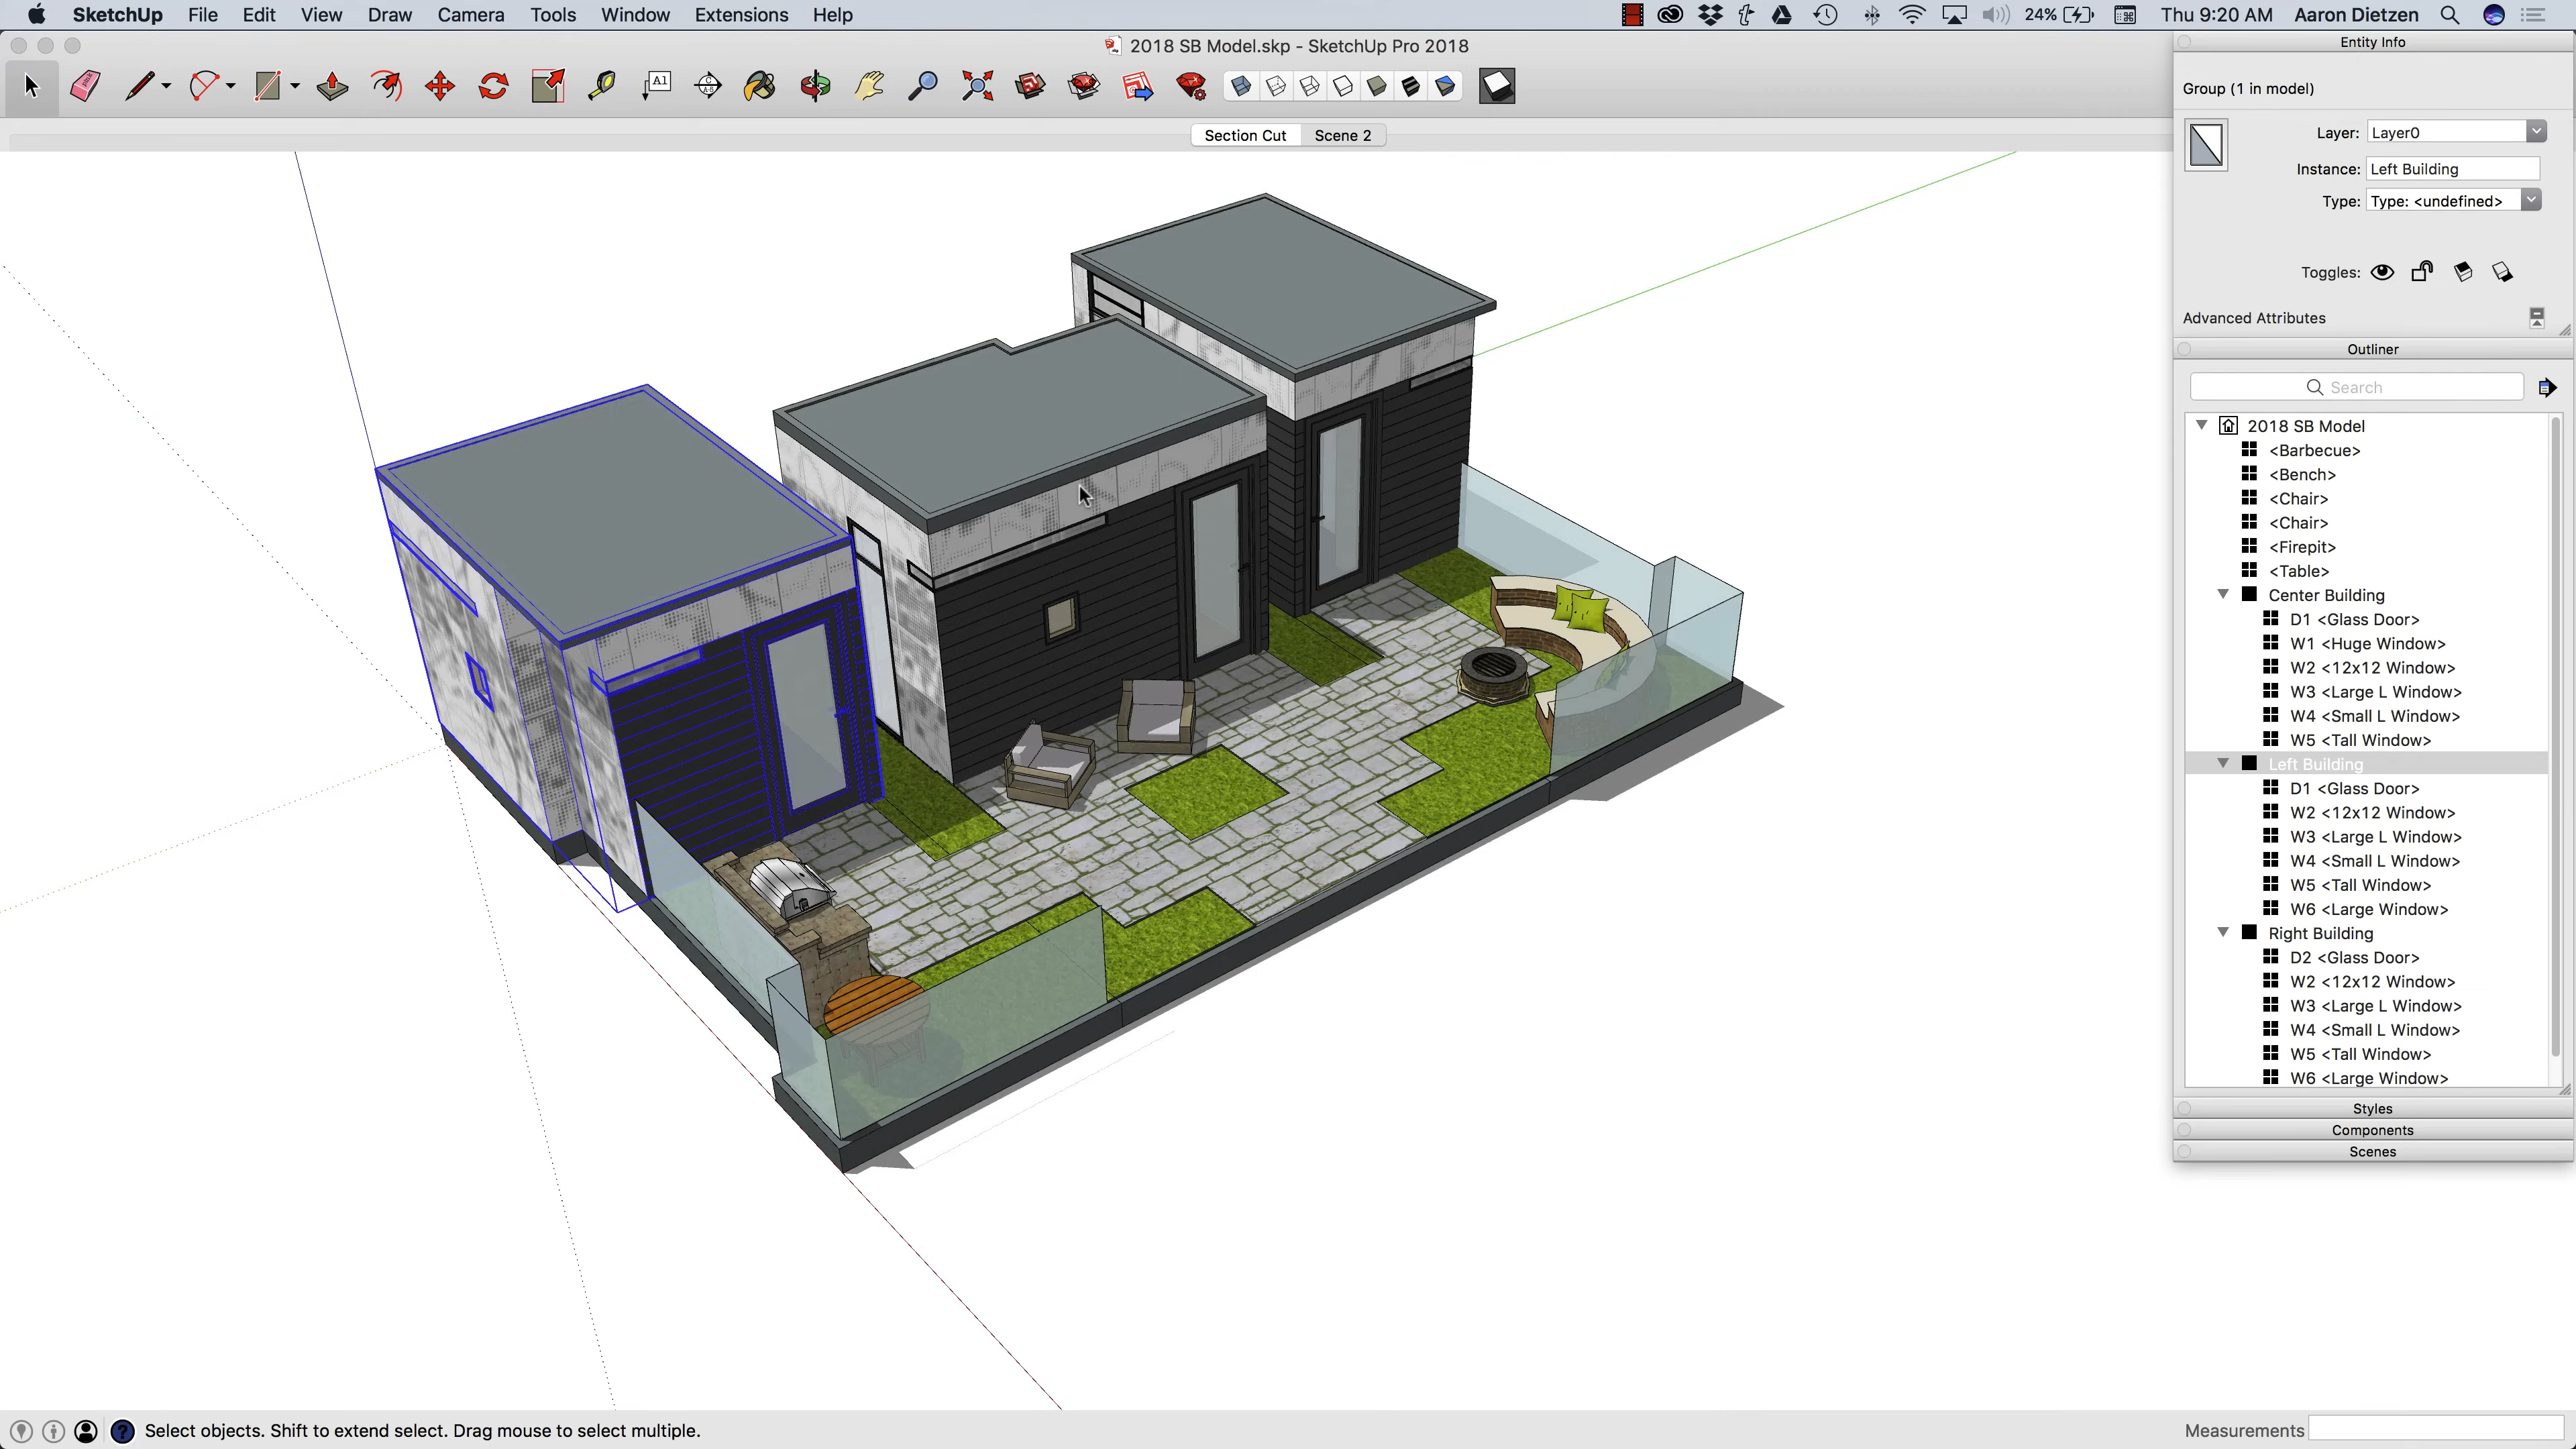 SketchUp File Edit View Draw Camera Tools Window Extensions Help 24% Thu 9:20 AM Aaron Dietzen
2018 SB Model.skp - SketchUp Pro 2018
A1
Section Cut Scene 2
Entity Info
Group (1 in model)
Layer: Layer0
Instance: Left Building
Type: Type: <undefined>
Toggles:
Advanced Attributes
Outliner
Search
2018 SB Model
<Barbecue>
<Bench>
<Chair>
<Chair>
<Firepit>
<Table>
Center Building
D1 <Glass Door>
W1 <Huge Window>
W2 <12x12 Window>
W3 <Large L Window>
W4 <Small L Window>
W5 <Tall Window>
Left Building
D1 <Glass Door>
W2 <12x12 Window>
W3 <Large L Window>
W4 <Small L Window>
W5 <Tall Window>
W6 <Large Window>
Right Building
D2 <Glass Door>
W2 <12x12 Window>
W3 <Large L Window>
W4 <Small L Window>
W5 <Tall Window>
W6 <Large Window>
Styles
Components
Scenes
Select objects. Shift to extend select. Drag mouse to select multiple.
Measurements